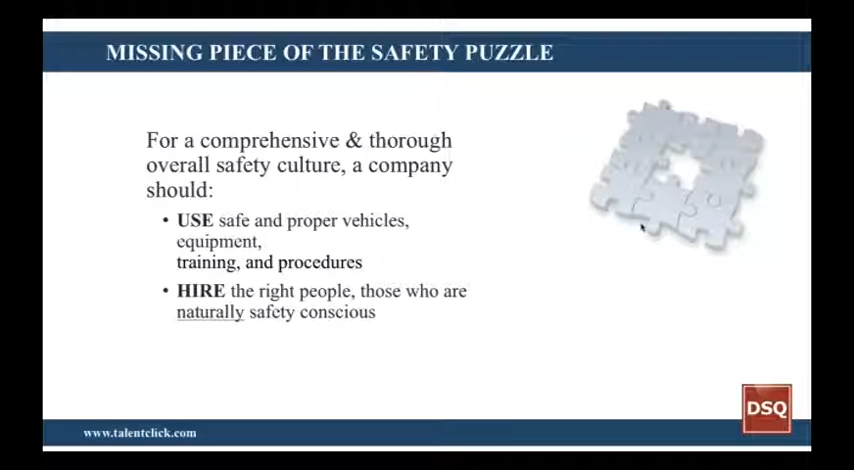 MISSING PIECE OF THE SAFETY PUZZLE
For a comprehensive & thorough
overall safety culture, a company
should:
• USE safe and proper vehicles,
equipment,
training, and procedures
• HIRE the right people, those who are
naturally safety conscious
DSQ
www.talentclick.com